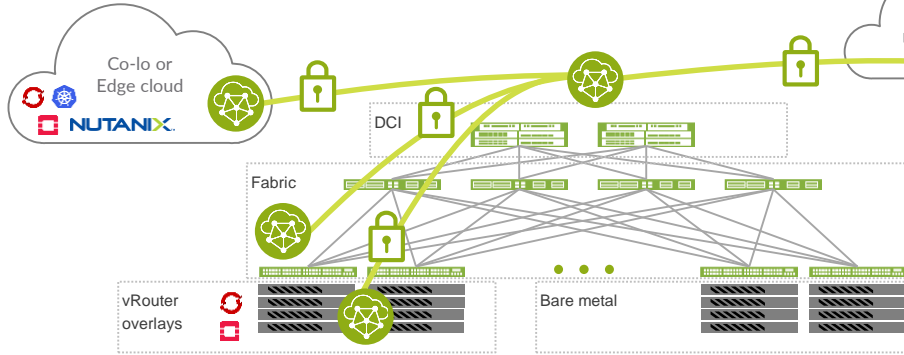 Co-lo or
Edge cloud
NUTANIX
DCI
Fabric
vRouter
overlays
Bare metal